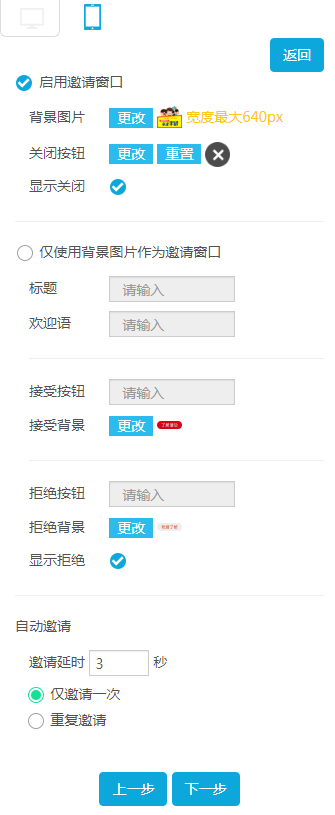 返回
启用邀请窗口
背景图片 更改 宽度最大640px
关闭按钮 更改 重置
显示关闭
仅使用背景图片作为邀请窗口
标题 请输入
欢迎语 请输入
接受按钮 请输入
接受背景 更改
拒绝按钮 请输入
拒绝背景 更改
显示拒绝
自动邀请
邀请延时 3 秒
仅邀请一次
重复邀请
上一步 下一步